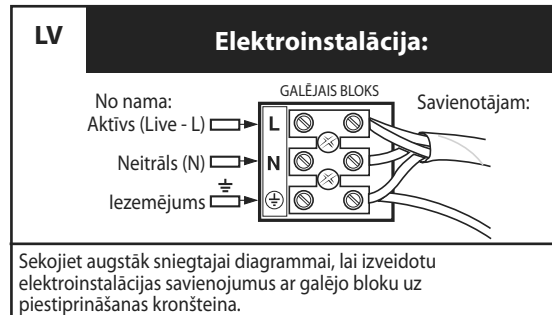 LV
Elektroinstalācija:
GALĒJAIS BLOKS
No nama:
Savienotājam:
Aktīvs (Live - L)
L
Neitrāls (N)
N
Iezemējums
Sekojiet augstāk sniegtajai diagrammai, lai izveidotu
elektroinstalācijas savienojumus ar galējo bloku uz
piestiprināšanas kronšteina.